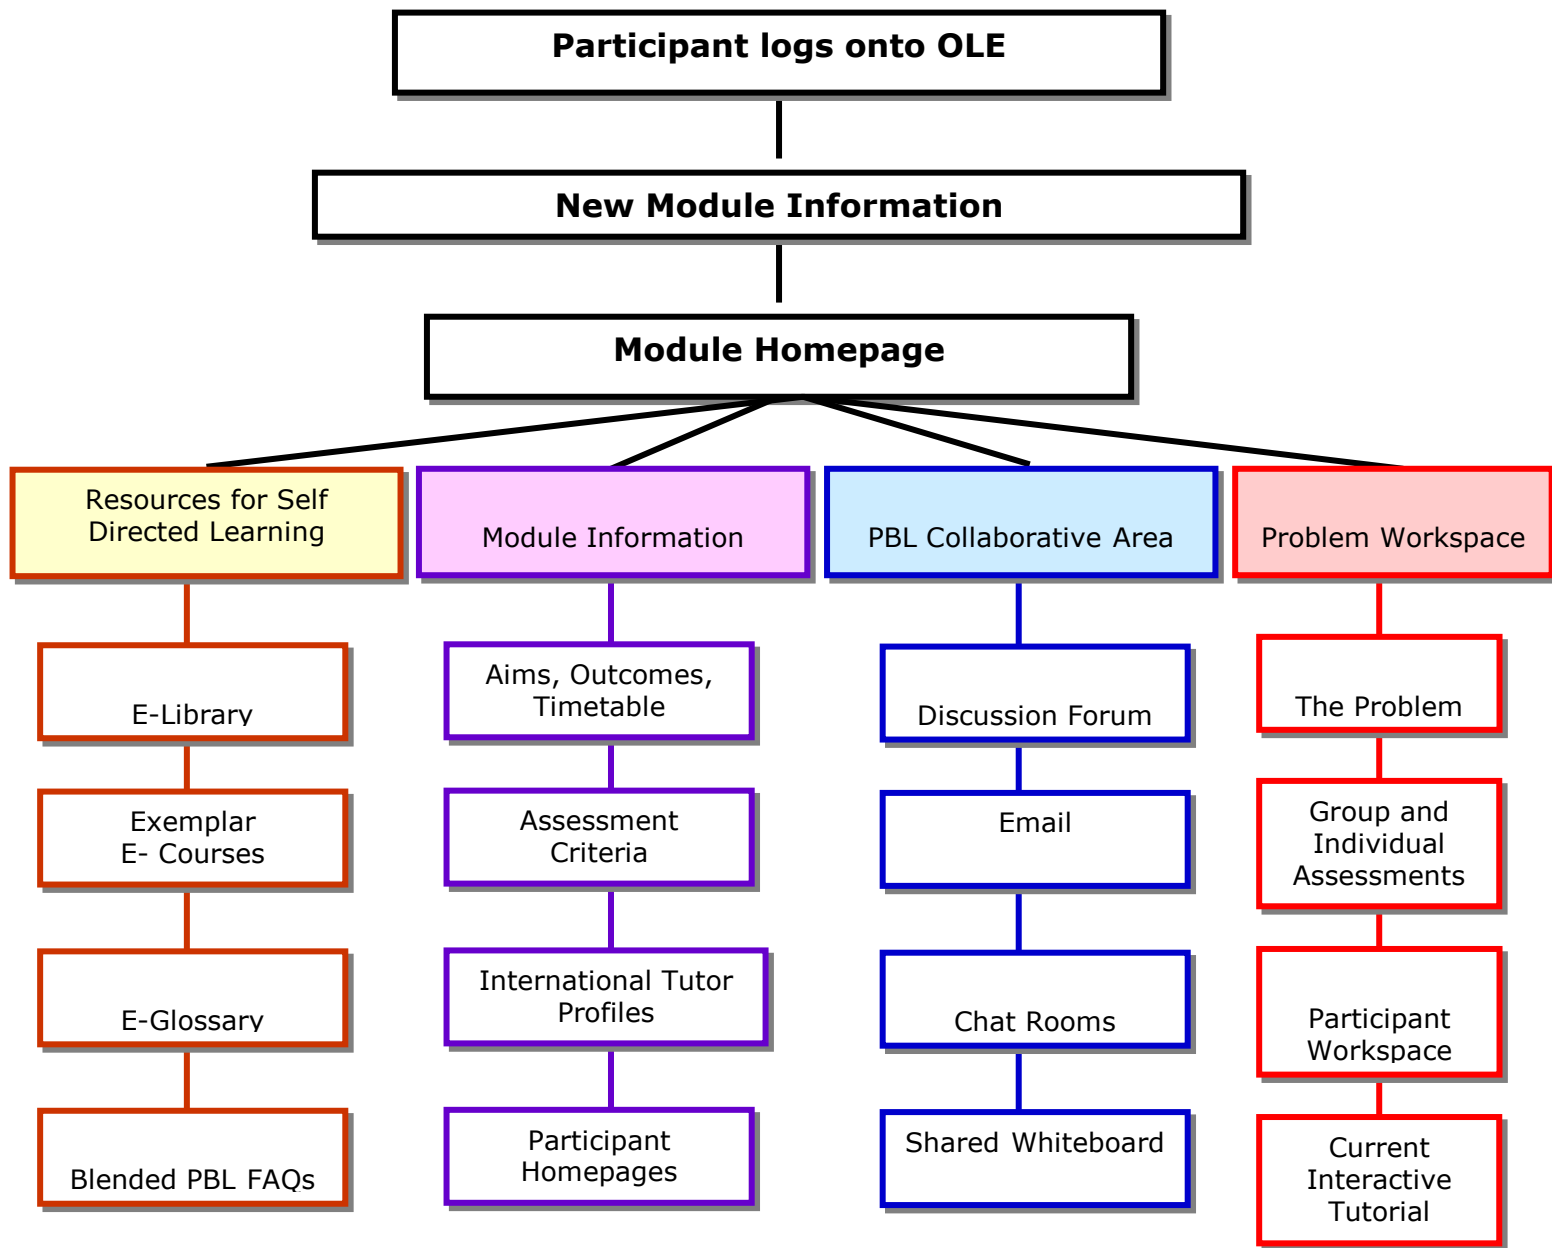 Participant logs onto OLE
New Module Information
Module Homepage
Resources for Self
Directed Learning
Module Information
PBL Collaborative Area
Problem Workspace
E-Library
Exemplar
E- Courses
E-Glossary
Blended PBL FAQs
Aims, Outcomes,
Timetable
Assessment
Criteria
International Tutor
Profiles
Participant
Homepages
Discussion Forum
Email
Chat Rooms
Shared Whiteboard
The Problem
Group and
Individual
Assessments
Participant
Workspace
Current
Interactive
Tutorial